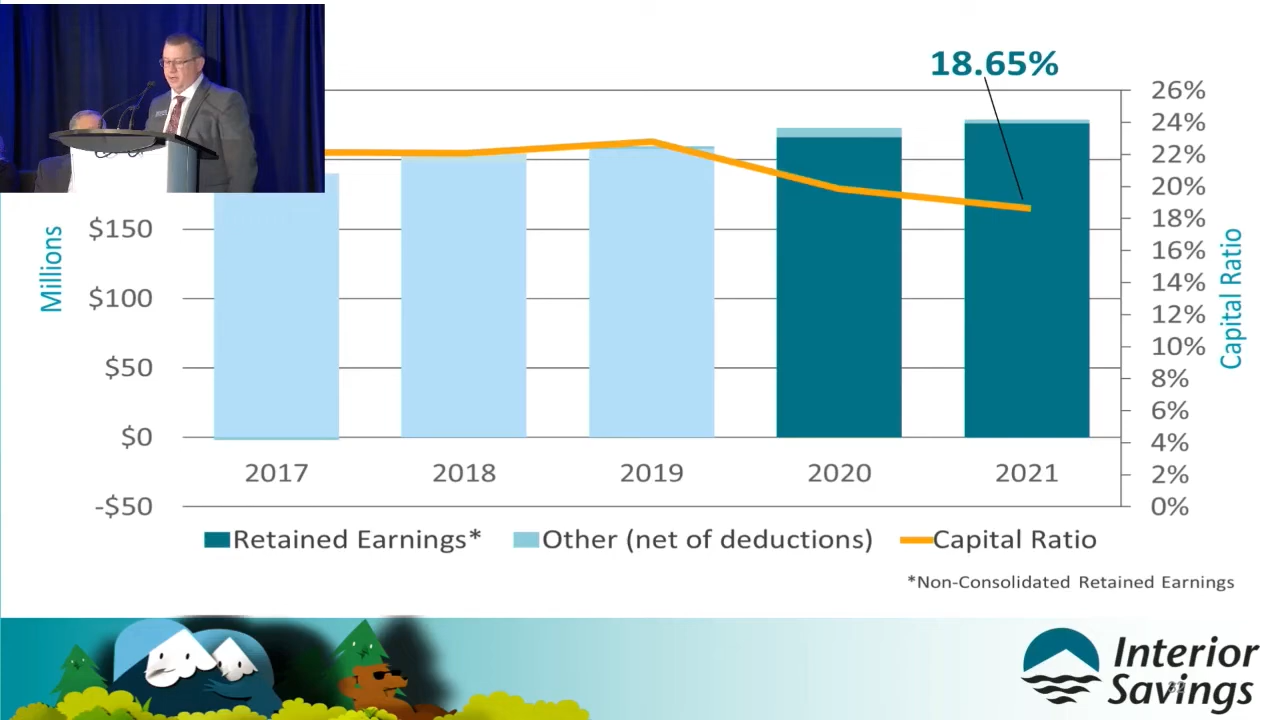 18.65%
26%
24%
22%
20%
18%
16%
14%
12%
10%
8%
6%
4%
2%
0%
Capital Ratio
Millions
$150
$100
$50
$0
-$50
2017 2018 2019 2020 2021
Retained Earnings* Other (net of deductions) Capital Ratio
*Non-Consolidated Retained Earnings
Interior
Savings